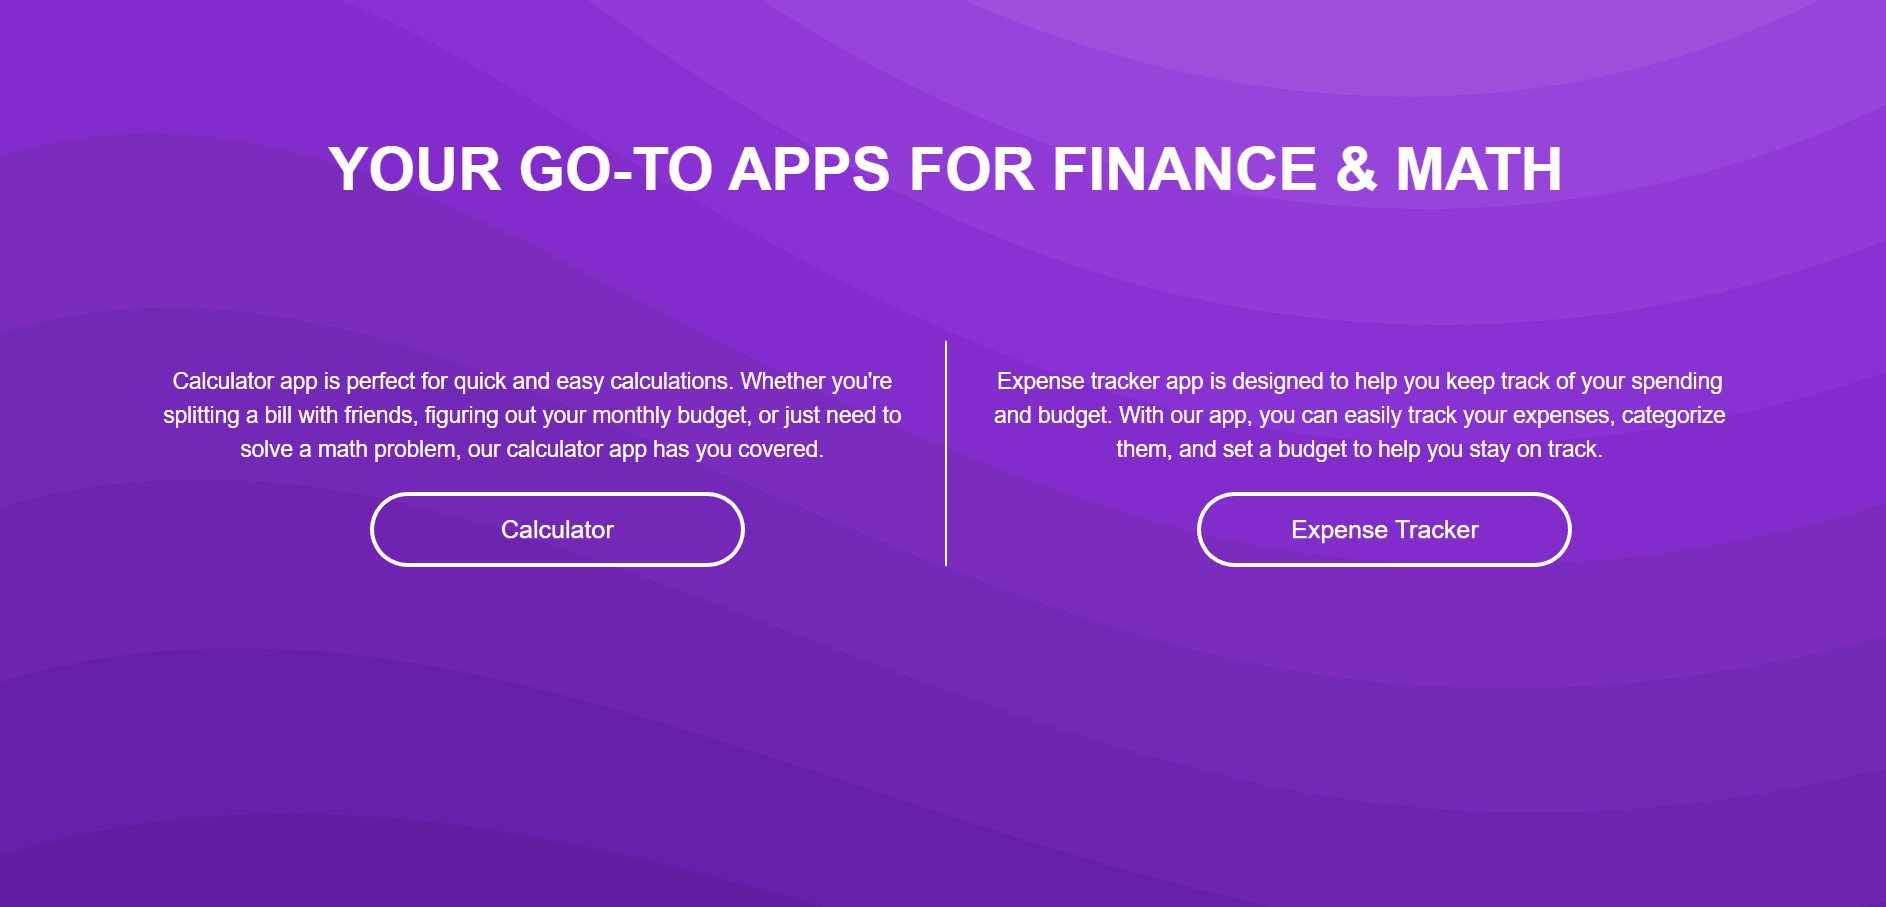 YOUR GO-TO APPS FOR FINANCE & MATH
Calculator app is perfect for quick and easy calculations. Whether you're
splitting a bill with friends, figuring out your monthly budget, or just need to
solve a math problem, our calculator app has you covered.
Calculator
Expense tracker app is designed to help you keep track of your spending
and budget. With our app, you can easily track your expenses, categorize
them, and set a budget to help you stay on track.
Expense Tracker